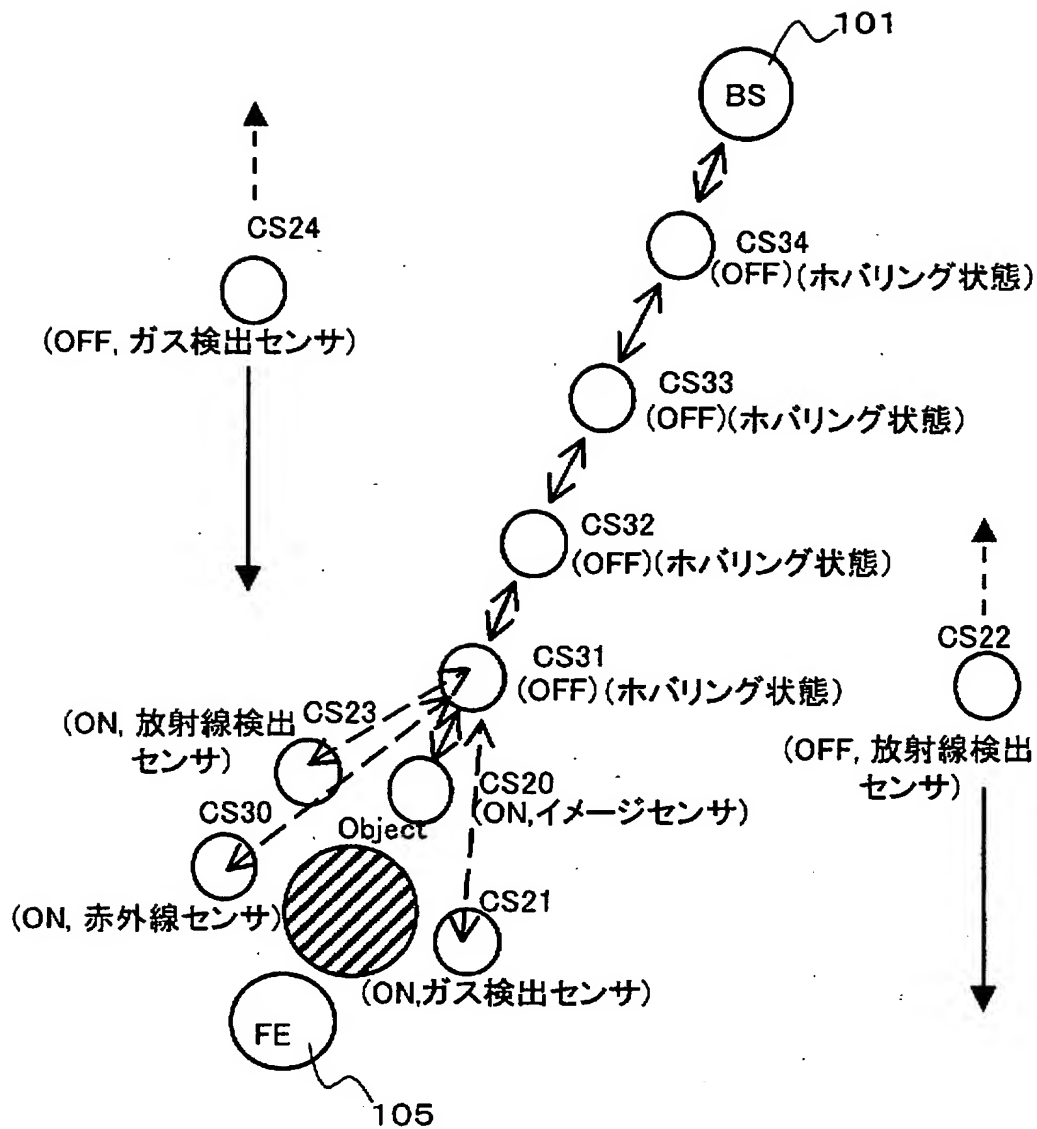 101
BS
CS24
(OFF, ガス検出センサ)
CS34
(OFF)(ホバリング状態)
CS33
(OFF)(ホバリング状態)
CS32
(OFF)(ホバリング状態)
CS31
(OFF)(ホバリング状態)
CS22
(OFF, 放射線検出
センサ)
(ON, 放射線検出
センサ)
CS23
CS20
(ON,イメージセンサ)
CS30
(ON, 赤外線センサ)
Object
CS21
(ON,ガス検出センサ)
FE
105